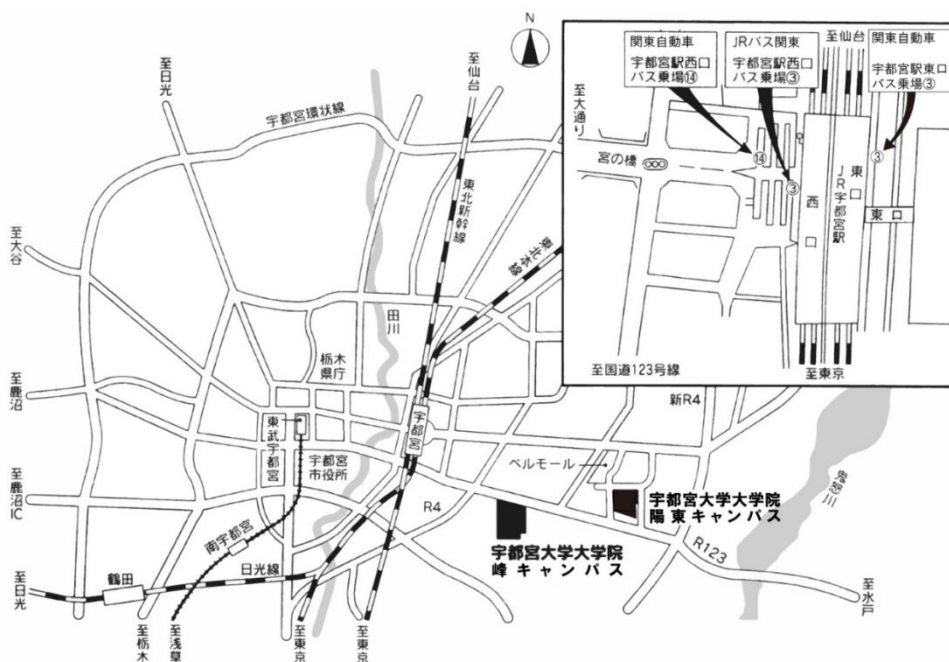 N
至仙台
至日光
宇都宮環状線
東北新幹線
東北本線
至大谷
田川
栃木
県庁
至鹿沼
東武宇都宮
宇都宮
宇都宮
市役所
至鹿沼
IC
南宇都宮
R4
日光線
鶴田
至日光
至栃木
至浅草
至東京
至東京
新R4
ベルモール
宇都宮大学大学院
陽東キャンパス
宇都宮大学大学院
峰キャンパス
R123
鬼怒川
至水戸
関東自動車
宇都宮駅西口
バス乗場⑭
JRバス関東
宇都宮駅西口
バス乗場③
至仙台
関東自動車
宇都宮駅東口
バス乗場③
至大通り
宮の橋
⑭
③
③
西口
JR宇都宮駅
東口
東口
至国道123号線
至東京